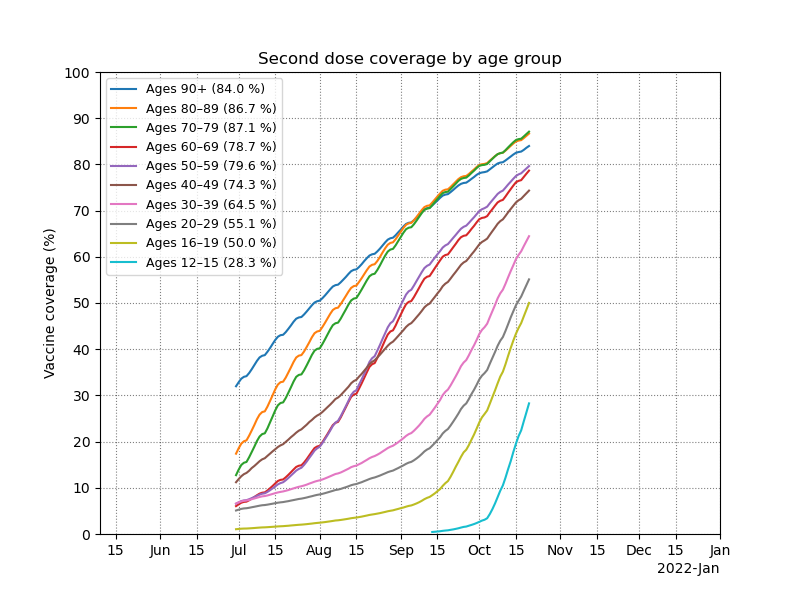 Second dose coverage by age group
Vaccine coverage (%)
100
90
80
70
60
50
40
30
20
10
0
Ages 90+ (84.0 %)
Ages 80–89 (86.7 %)
Ages 70–79 (87.1 %)
Ages 60–69 (78.7 %)
Ages 50–59 (79.6 %)
Ages 40–49 (74.3 %)
Ages 30–39 (64.5 %)
Ages 20–29 (55.1 %)
Ages 16–19 (50.0 %)
Ages 12–15 (28.3 %)
15 Jun 15 Jul 15 Aug 15 Sep 15 Oct 15 Nov 15 Dec 15 Jan
2022-Jan